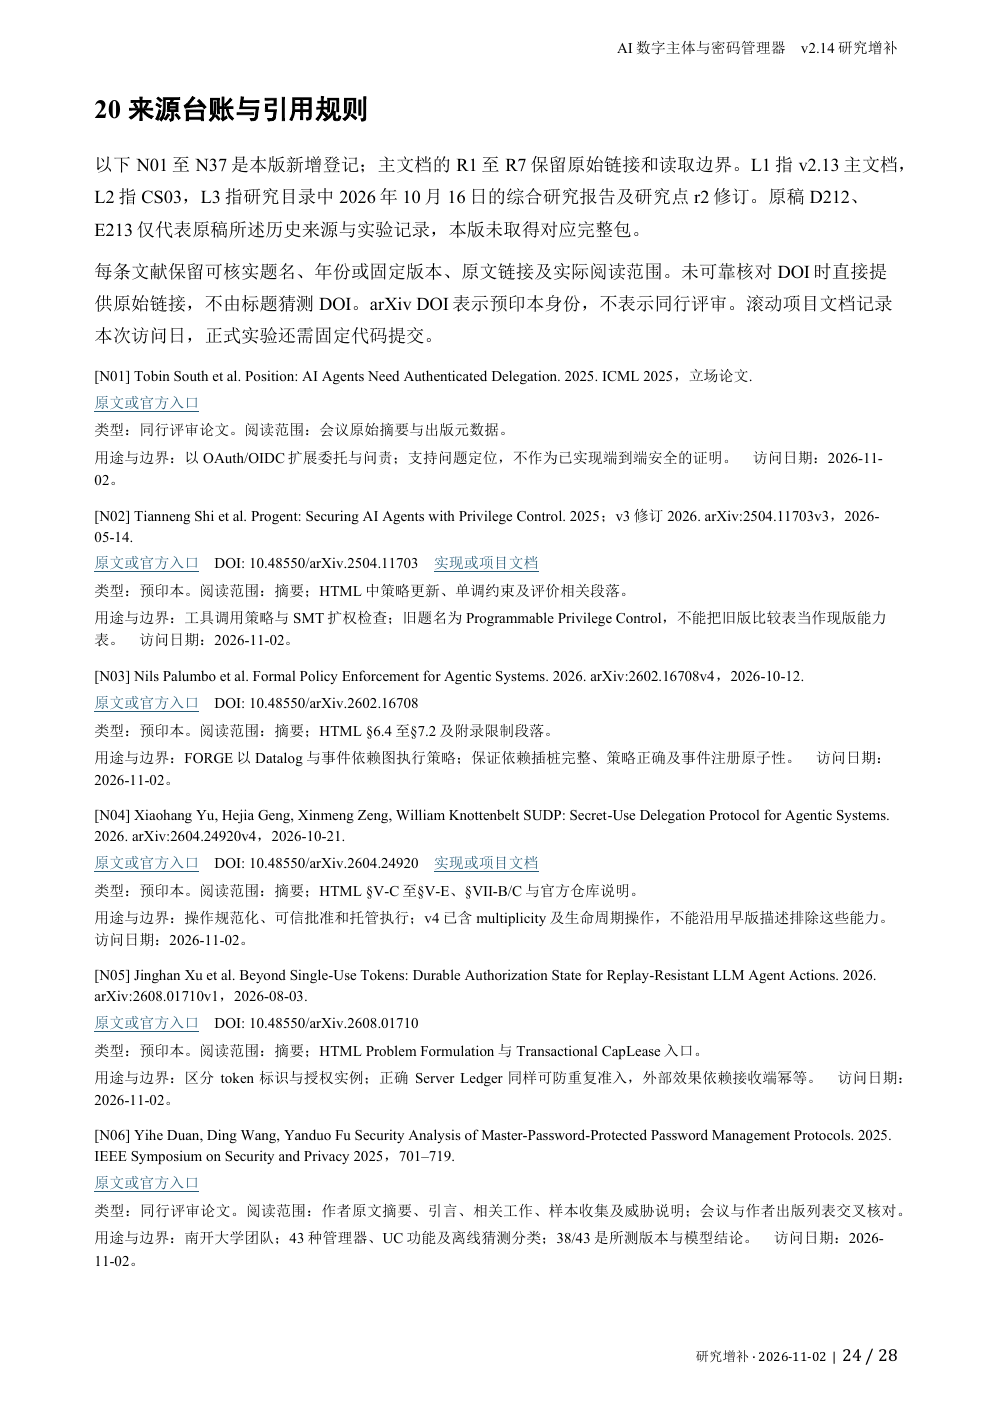 AI 数字主体与密码管理器 v2.14 研究增补
20 来源台账与引用规则
以下 N01 至 N37 是本版新增登记；主文档的 R1 至 R7 保留原始链接和读取边界。L1 指 v2.13 主文档，
L2 指 CS03，L3 指研究目录中 2026 年 10 月 16 日的综合研究报告及研究点 r2 修订。原稿 D212、
E213 仅代表原稿所述历史来源与实验记录，本版未取得对应完整包。
每条文献保留可核实题名、年份或固定版本、原文链接及实际阅读范围。未可靠核对 DOI 时直接提
供原始链接，不由标题猜测 DOI。arXiv DOI 表示预印本身份，不表示同行评审。滚动项目文档记录
本次访问日，正式实验还需固定代码提交。
[N01] Tobin South et al. Position: AI Agents Need Authenticated Delegation. 2025. ICML 2025，立场论文.
原文或官方入口
类型：同行评审论文。阅读范围：会议原始摘要与出版元数据。
用途与边界：以 OAuth/OIDC 扩展委托与问责；支持问题定位，不作为已实现端到端安全的证明。 访问日期：2026-11-
02。
[N02] Tianneng Shi et al. Progent: Securing AI Agents with Privilege Control. 2025；v3 修订 2026. arXiv:2504.11703v3，2026-
05-14.
原文或官方入口 DOI: 10.48550/arXiv.2504.11703 实现或项目文档
类型：预印本。阅读范围：摘要；HTML 中策略更新、单调约束及评价相关段落。
用途与边界：工具调用策略与 SMT 扩权检查；旧题名为 Programmable Privilege Control，不能把旧版比较表当作现版能力
表。 访问日期：2026-11-02。
[N03] Nils Palumbo et al. Formal Policy Enforcement for Agentic Systems. 2026. arXiv:2602.16708v4，2026-10-12.
原文或官方入口 DOI: 10.48550/arXiv.2602.16708
类型：预印本。阅读范围：摘要；HTML §6.4 至§7.2 及附录限制段落。
用途与边界：FORGE 以 Datalog 与事件依赖图执行策略；保证依赖插桩完整、策略正确及事件注册原子性。 访问日期：
2026-11-02。
[N04] Xiaohang Yu, Hejia Geng, Xinmeng Zeng, William Knottenbelt SUDP: Secret-Use Delegation Protocol for Agentic Systems.
2026. arXiv:2604.24920v4，2026-10-21.
原文或官方入口 DOI: 10.48550/arXiv.2604.24920 实现或项目文档
类型：预印本。阅读范围：摘要；HTML §V-C 至§V-E、§VII-B/C 与官方仓库说明。
用途与边界：操作规范化、可信批准和托管执行；v4 已含 multiplicity 及生命周期操作，不能沿用早版描述排除这些能力。
访问日期：2026-11-02。
[N05] Jinghan Xu et al. Beyond Single-Use Tokens: Durable Authorization State for Replay-Resistant LLM Agent Actions. 2026.
arXiv:2608.01710v1，2026-08-03.
原文或官方入口 DOI: 10.48550/arXiv.2608.01710
类型：预印本。阅读范围：摘要；HTML Problem Formulation 与 Transactional CapLease 入口。
用途与边界：区分 token 标识与授权实例；正确 Server Ledger 同样可防重复准入，外部效果依赖接收端幂等。 访问日期：
2026-11-02。
[N06] Yihe Duan, Ding Wang, Yanduo Fu Security Analysis of Master-Password-Protected Password Management Protocols. 2025.
IEEE Symposium on Security and Privacy 2025，701–719.
原文或官方入口
类型：同行评审论文。阅读范围：作者原文摘要、引言、相关工作、样本收集及威胁说明；会议与作者出版列表交叉核对。
用途与边界：南开大学团队；43 种管理器、UC 功能及离线猜测分类；38/43 是所测版本与模型结论。 访问日期：2026-
11-02。
研究增补 · 2026-11-02 | 24 / 28